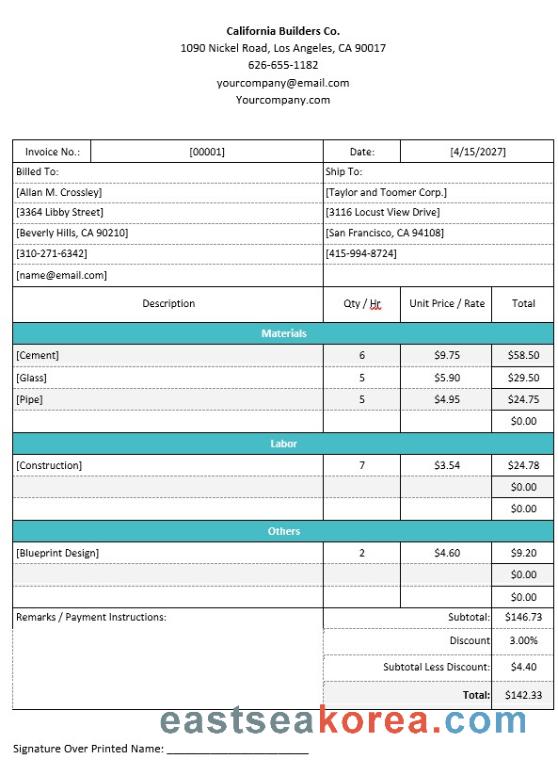 California Builders Co.
1090 Nickel Road, Los Angeles, CA 90017
626-655-1182
yourcompany@email.com
Yourcompany.com
Invoice No.: [00001] Date: [4/15/2027]
Billed To: Ship To:
[Allan M. Crossley] [Taylor and Toomer Corp.]
[3364 Libby Street] [3116 Locust View Drive]
[Beverly Hills, CA 90210] [San Francisco, CA 94108]
[310-271-6342] [415-994-8724]
[name@email.com]
Description Qty / Hr Unit Price / Rate Total
Materials
[Cement] 6 $9.75 $58.50
[Glass] 5 $5.90 $29.50
[Pipe] 5 $4.95 $24.75
$0.00
Labor
[Construction] 7 $3.54 $24.78
$0.00
$0.00
Others
[Blueprint Design] 2 $4.60 $9.20
$0.00
$0.00
Remarks / Payment Instructions: Subtotal: $146.73
Discount 3.00%
Subtotal Less Discount: $4.40
Total: $142.33
eastseakorea.com
Signature Over Printed Name: ____________________